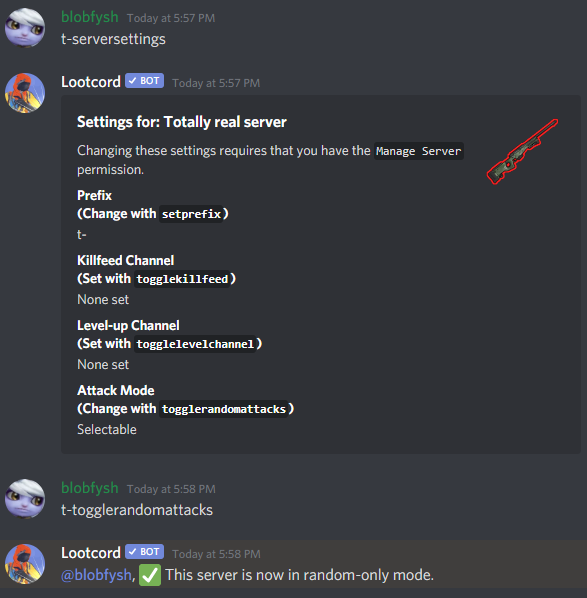 blobfysh Today at 5:57 PM
t-serversettings
Lootcord ✓ BOT Today at 5:57 PM
Settings for: Totally real server
Changing these settings requires that you have the Manage Server
permission.
Prefix
(Change with setprefix)
t-
Killfeed Channel
(Set with togglekillfeed)
None set
Level-up Channel
(Set with togglelevelchannel)
None set
Attack Mode
(Change with togglerandomattacks)
Selectable
blobfysh Today at 5:58 PM
t-togglerandomattacks
Lootcord ✓ BOT Today at 5:58 PM
@blobfysh, ✅ This server is now in random-only mode.